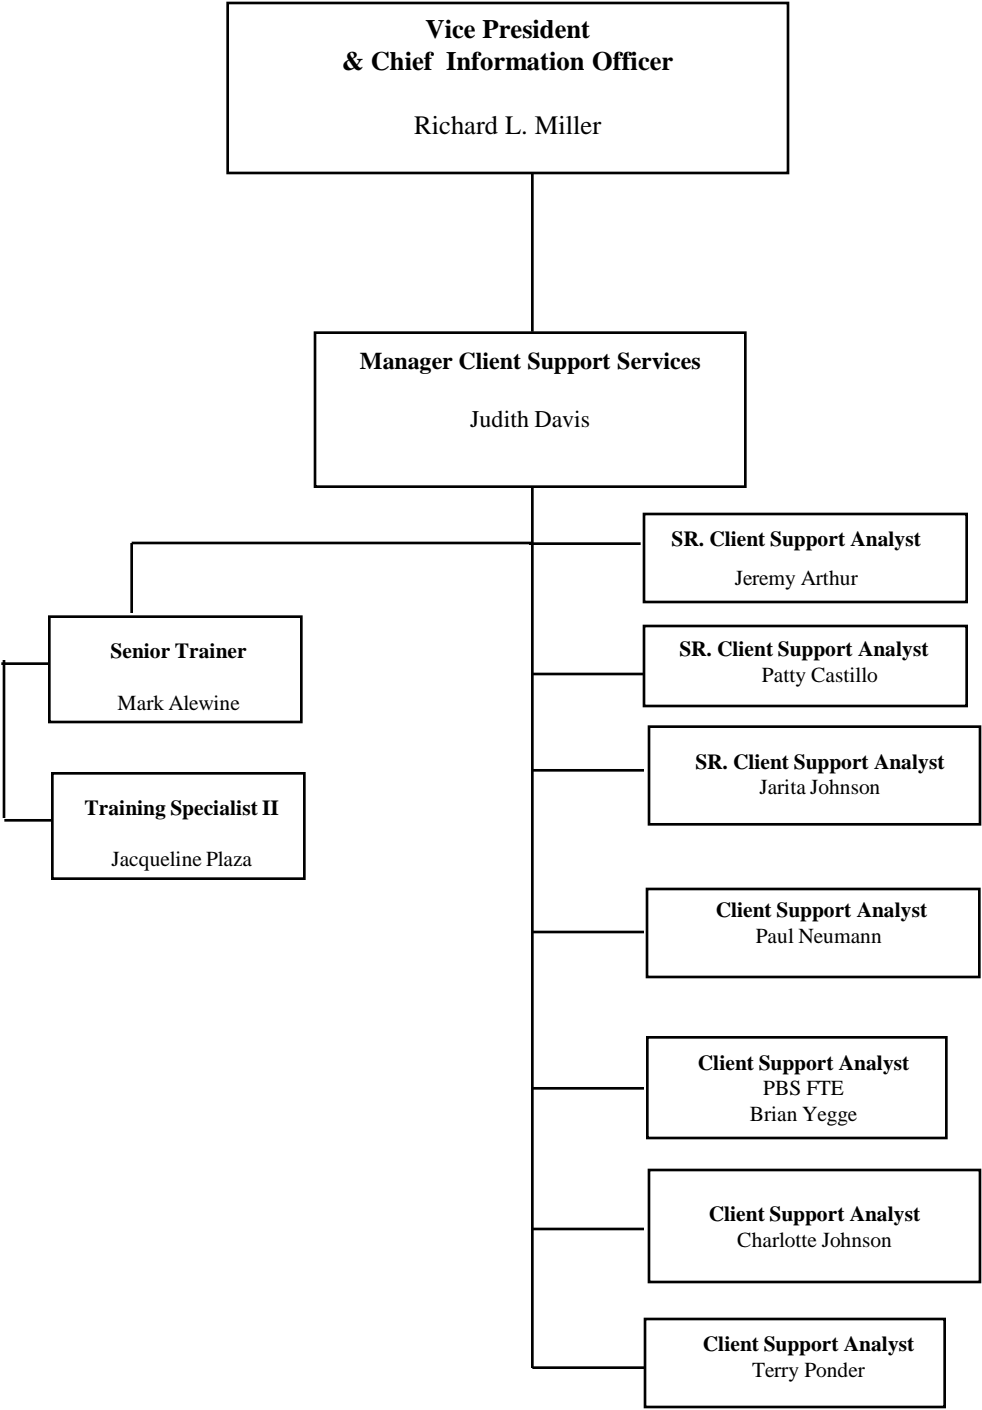 Vice President
& Chief Information Officer
Richard L. Miller
Manager Client Support Services
Judith Davis
SR. Client Support Analyst
Jeremy Arthur
Senior Trainer
Mark Alewine
SR. Client Support Analyst
Patty Castillo
SR. Client Support Analyst
Jarita Johnson
Training Specialist II
Jacqueline Plaza
Client Support Analyst
Paul Neumann
Client Support Analyst
PBS FTE
Brian Yegge
Client Support Analyst
Charlotte Johnson
Client Support Analyst
Terry Ponder